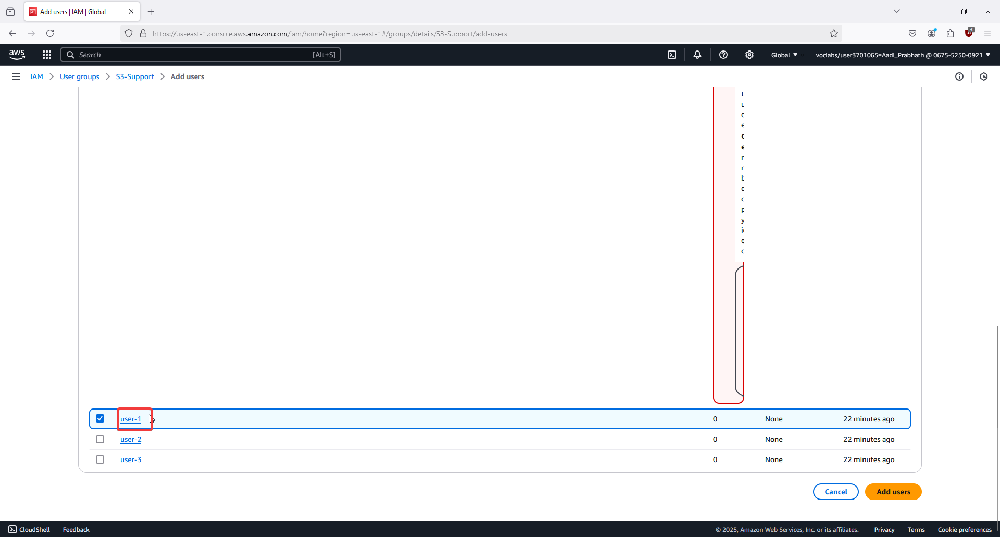 Add users | IAM | Global
https://us-east-1.console.aws.amazon.com/iam/home?region=us-east-1#/groups/details/S3-Support/add-users
3
aws
Search
[Alt+S]
Global
voclabs/user3701065=Aadi_Prabhath @ 0675-5250-0921
IAM
User groups
S3-Support
Add users
t
u
o
e
C
e
n
n
b
d
c
p
y
ie
e
o
user-1 0 None 22 minutes ago
user-2 0 None 22 minutes ago
user-3 0 None 22 minutes ago
Cancel
Add users
CloudShell
Feedback
© 2025, Amazon Web Services, Inc. or its affiliates.
Privacy
Terms
Cookie preferences